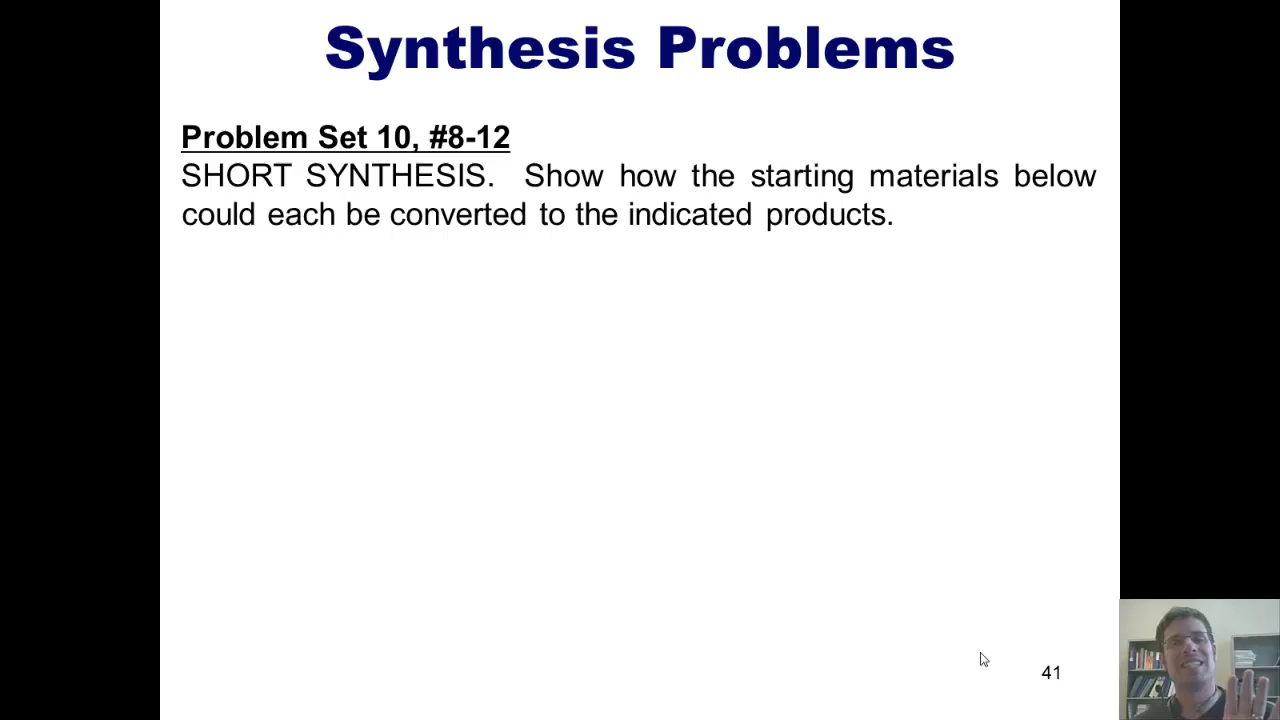 Synthesis Problems
Problem Set 10, #8-12
SHORT SYNTHESIS. Show how the starting materials below
could each be converted to the indicated products.
41